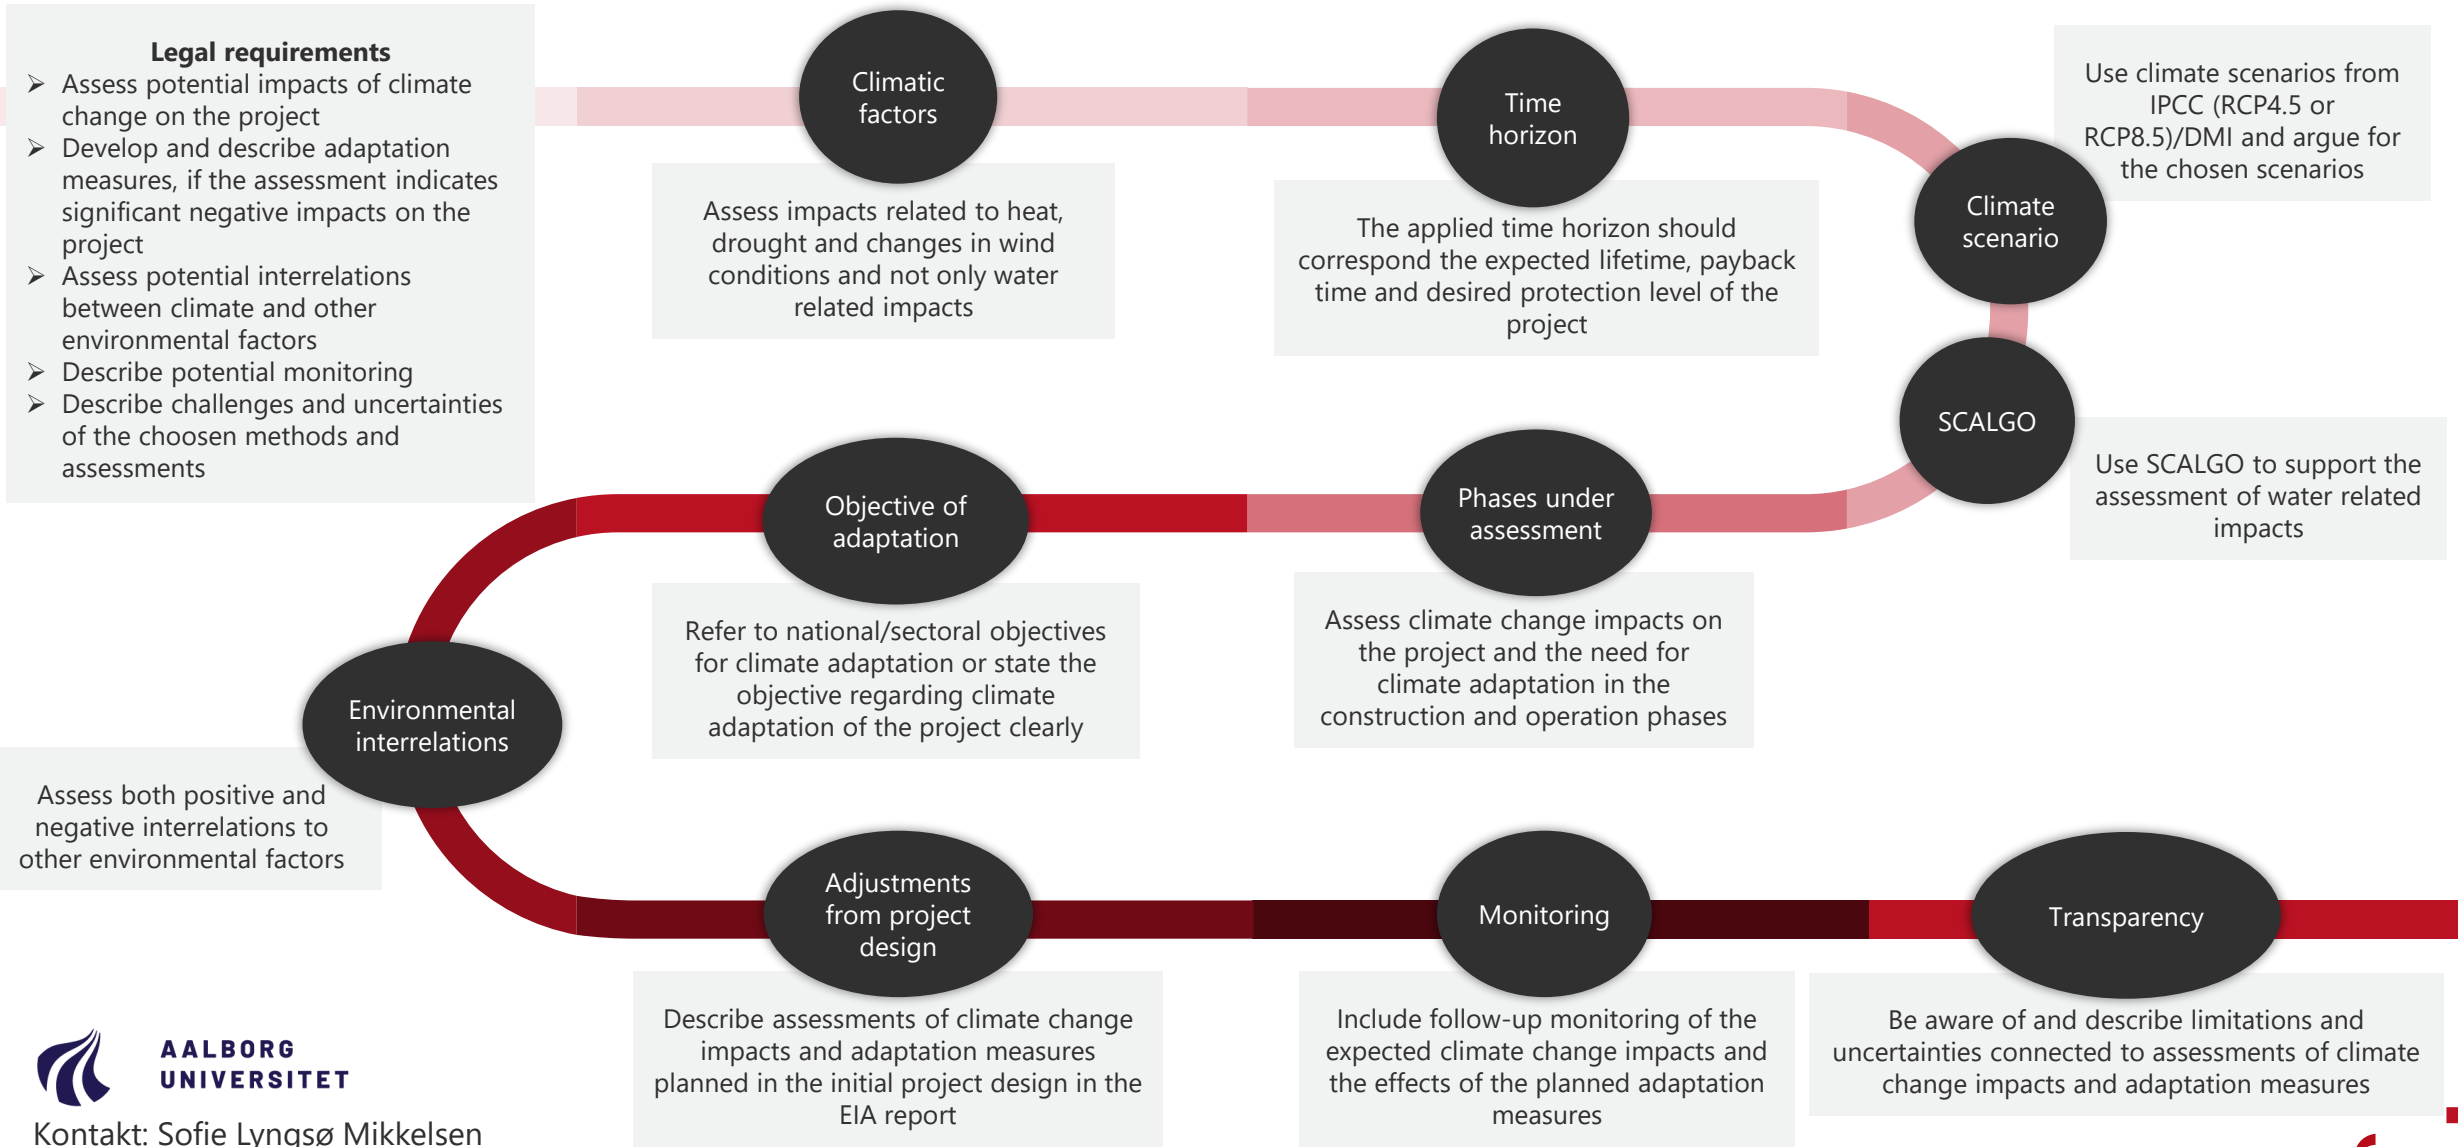 Legal requirements
➢ Assess potential impacts of climate
change on the project
➢ Develop and describe adaptation
measures, if the assessment indicates
significant negative impacts on the
project
➢ Assess potential interrelations
between climate and other
environmental factors
➢ Describe potential monitoring
➢ Describe challenges and uncertainties
of the choosen methods and
assessments
Climatic
factors
Assess impacts related to heat,
drought and changes in wind
conditions and not only water
related impacts
Time
horizon
The applied time horizon should
correspond the expected lifetime, payback
time and desired protection level of the
project
Climate
scenario
Use climate scenarios from
IPCC (RCP4.5 or
RCP8.5)/DMI and argue for
the chosen scenarios
SCALGO
Use SCALGO to support the
assessment of water related
impacts
Phases under
assessment
Assess climate change impacts on
the project and the need for
climate adaptation in the
construction and operation phases
Objective of
adaptation
Refer to national/sectoral objectives
for climate adaptation or state the
objective regarding climate
adaptation of the project clearly
Environmental
interrelations
Assess both positive and
negative interrelations to
other environmental factors
Adjustments
from project
design
Describe assessments of climate change
impacts and adaptation measures
planned in the initial project design in the
EIA report
Monitoring
Include follow-up monitoring of the
expected climate change impacts and
the effects of the planned adaptation
measures
Transparency
Be aware of and describe limitations and
uncertainties connected to assessments of climate
change impacts and adaptation measures
AALBORG
UNIVERSITET
Kontakt: Sofie Lyngsø Mikkelsen